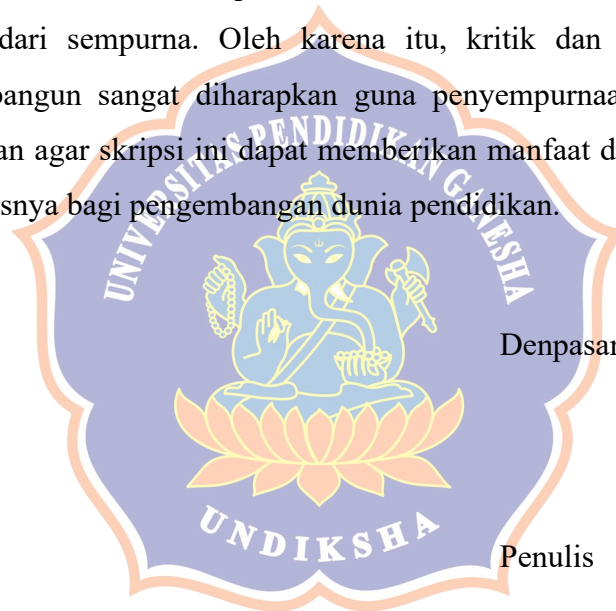 dari sempurna. Oleh karena itu, kritik dan
bangun sangat diharapkan guna penyempurnaa
an agar skripsi ini dapat memberikan manfaat d
snya bagi pengembangan dunia pendidikan.
UNIVERSITAS PENDIDIKAN GANESHA
Denpasar
UNDIKSHA
Penulis